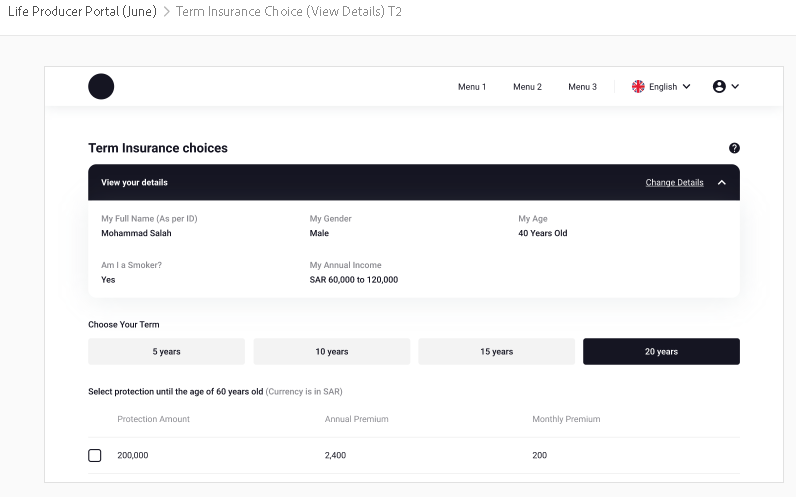 Life Producer Portal (June) > Term Insurance Choice (View Details) T2
Menu 1 Menu 2 Menu 3 English
Term Insurance choices
View your details Change Details
My Full Name (As per ID) My Gender My Age
Mohammad Salah Male 40 Years Old
Am I a Smoker? My Annual Income
Yes SAR 60,000 to 120,000
Choose Your Term
5 years 10 years 15 years 20 years
Select protection until the age of 60 years old (Currency is in SAR)
Protection Amount Annual Premium Monthly Premium
200,000 2,400 200